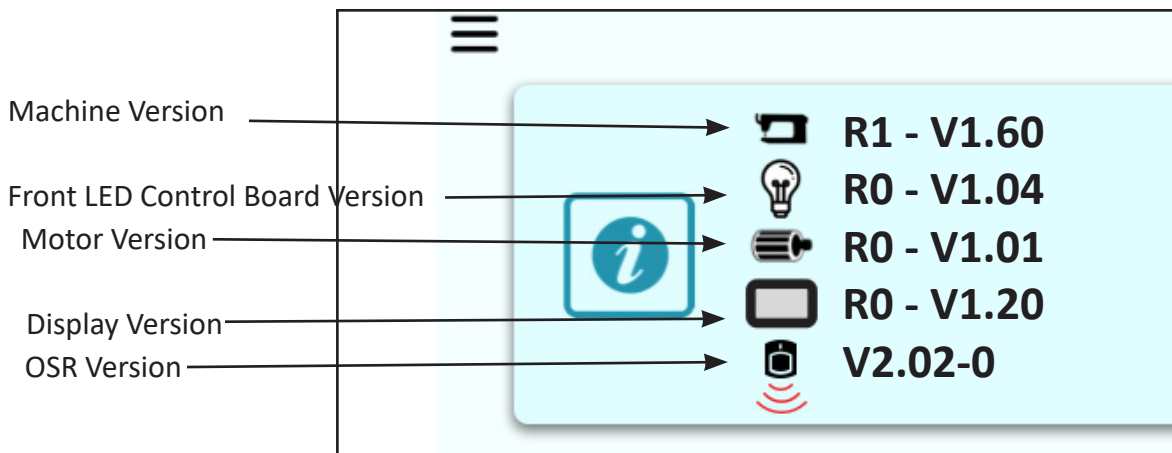 Machine Version
R1 - V1.60
Front LED Control Board Version
R0 - V1.04
Motor Version
R0 - V1.01
Display Version
R0 - V1.20
OSR Version
V2.02-0
i